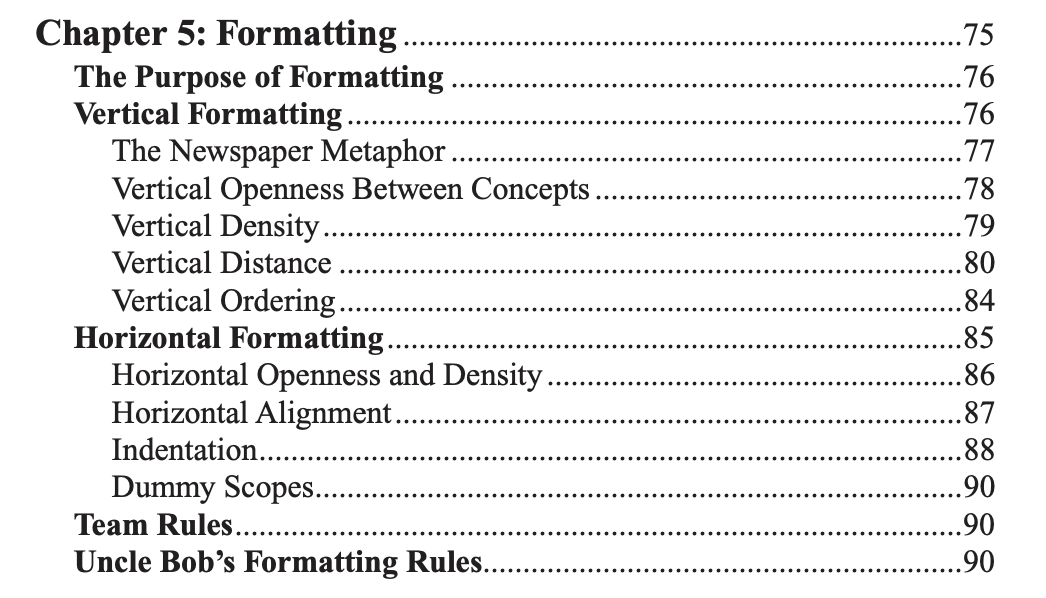 Chapter 5: Formatting ..................................................................75
The Purpose of Formatting ..............................................................76
Vertical Formatting.....................................................................76
The Newspaper Metaphor ..................................................................77
Vertical Openness Between Concepts ......................................................78
Vertical Density........................................................................79
Vertical Distance ......................................................................80
Vertical Ordering.......................................................................84
Horizontal Formatting...................................................................85
Horizontal Openness and Density .........................................................86
Horizontal Alignment....................................................................87
Indentation.............................................................................88
Dummy Scopes............................................................................90
Team Rules..............................................................................90
Uncle Bob’s Formatting Rules............................................................90